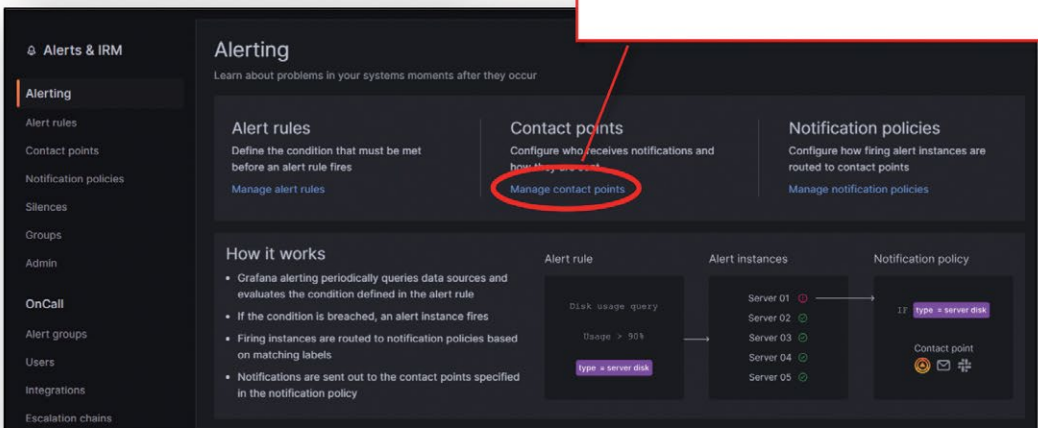 Alerts & IRM
Alerting
Alert rules
Contact points
Notification policies
Silences
Groups
Admin
OnCall
Alert groups
Users
Integrations
Escalation chains
Alerting
Learn about problems in your systems moments after they occur
Alert rules
Define the condition that must be met
before an alert rule fires
Manage alert rules
Contact points
Configure who receives notifications and
how they are sent
Manage contact points
Notification policies
Configure how firing alert instances are
routed to contact points
Manage notification policies
How it works
• Grafana alerting periodically queries data sources and
evaluates the condition defined in the alert rule
• If the condition is breached, an alert instance fires
• Firing instances are routed to notification policies based
on matching labels
• Notifications are sent out to the contact points specified
in the notification policy
Alert rule
Disk usage query
Usage > 90%
type = server disk
Alert instances
Server 01
Server 02
Server 03
Server 04
Server 05
Notification policy
IF type = server disk
Contact point